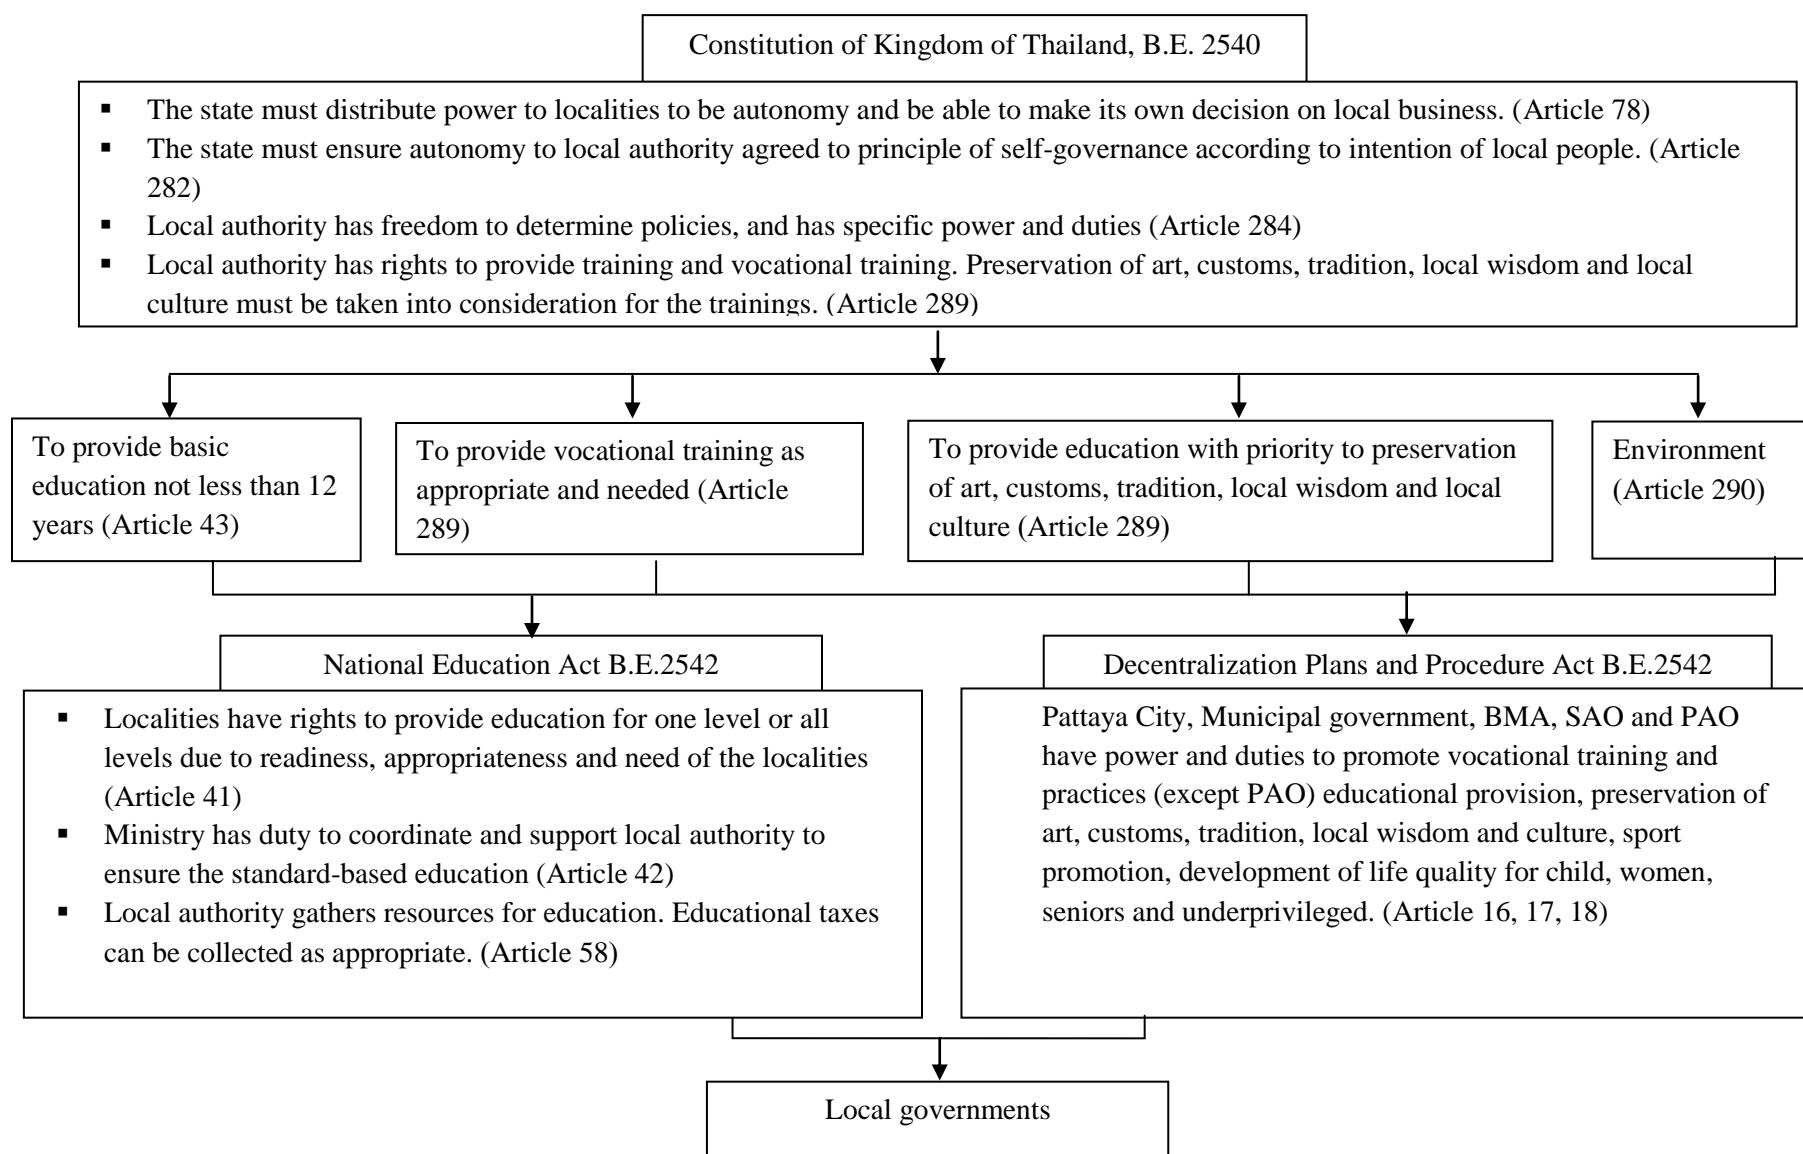 Constitution of Kingdom of Thailand, B.E. 2540
▪ The state must distribute power to localities to be autonomy and be able to make its own decision on local business. (Article 78)
▪ The state must ensure autonomy to local authority agreed to principle of self-governance according to intention of local people. (Article
282)
▪ Local authority has freedom to determine policies, and has specific power and duties (Article 284)
▪ Local authority has rights to provide training and vocational training. Preservation of art, customs, tradition, local wisdom and local
culture must be taken into consideration for the trainings. (Article 289)
To provide basic
education not less than 12
years (Article 43)
To provide vocational training as
appropriate and needed (Article
289)
To provide education with priority to preservation
of art, customs, tradition, local wisdom and local
culture (Article 289)
Environment
(Article 290)
National Education Act B.E.2542
▪ Localities have rights to provide education for one level or all
levels due to readiness, appropriateness and need of the localities
(Article 41)
▪ Ministry has duty to coordinate and support local authority to
ensure the standard-based education (Article 42)
▪ Local authority gathers resources for education. Educational taxes
can be collected as appropriate. (Article 58)
Decentralization Plans and Procedure Act B.E.2542
Pattaya City, Municipal government, BMA, SAO and PAO
have power and duties to promote vocational training and
practices (except PAO) educational provision, preservation of
art, customs, tradition, local wisdom and culture, sport
promotion, development of life quality for child, women,
seniors and underprivileged. (Article 16, 17, 18)
Local governments